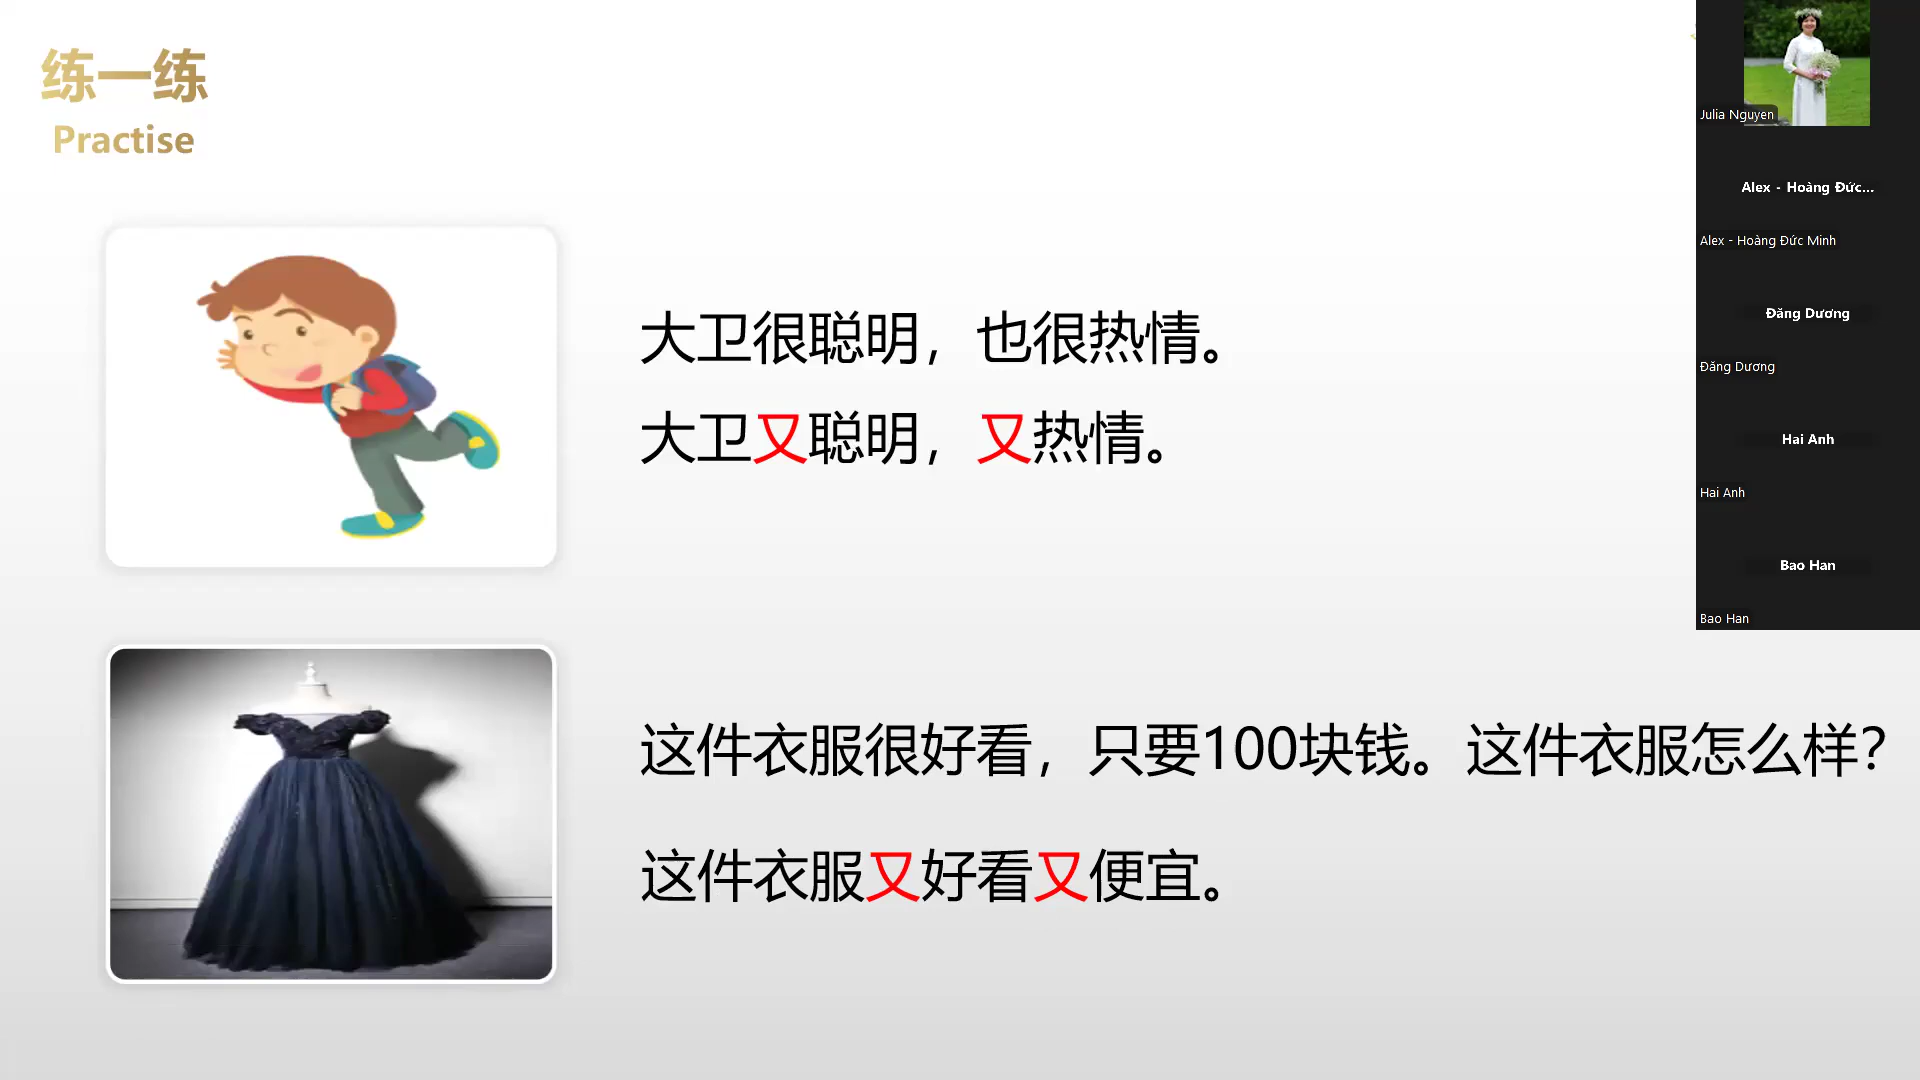 练一练
Practise
大卫很聪明，也很热情。
大卫又聪明，又热情。
这件衣服很好看，只要100块钱。这件衣服怎么样?
这件衣服又好看又便宜。
Julia Nguyen
Alex - Hoàng Đức...
Alex - Hoàng Đức Minh
Đăng Dương
Đăng Dương
Hai Anh
Hai Anh
Bao Han
Bao Han